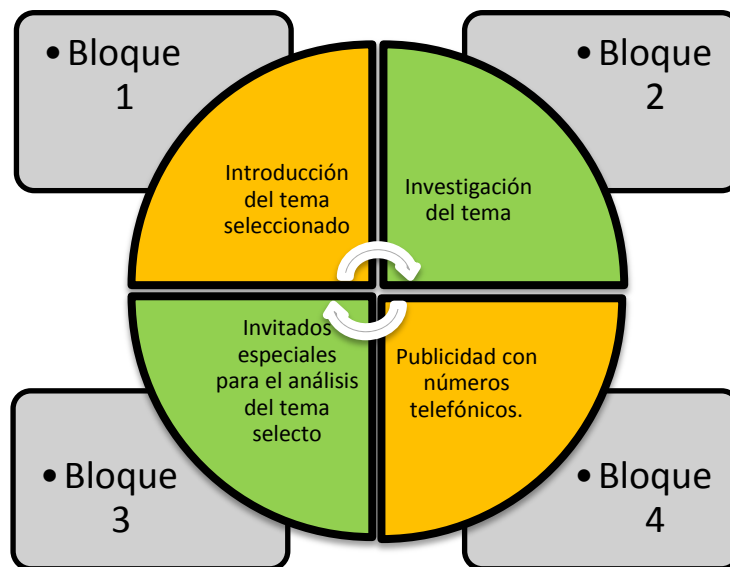 • Bloque
1
• Bloque
2
Introducción
del tema
seleccionado
Investigación
del tema
Invitados
especiales
para el análisis
del tema
selecto
Publicidad con
números
telefónicos.
• Bloque
3
• Bloque
4